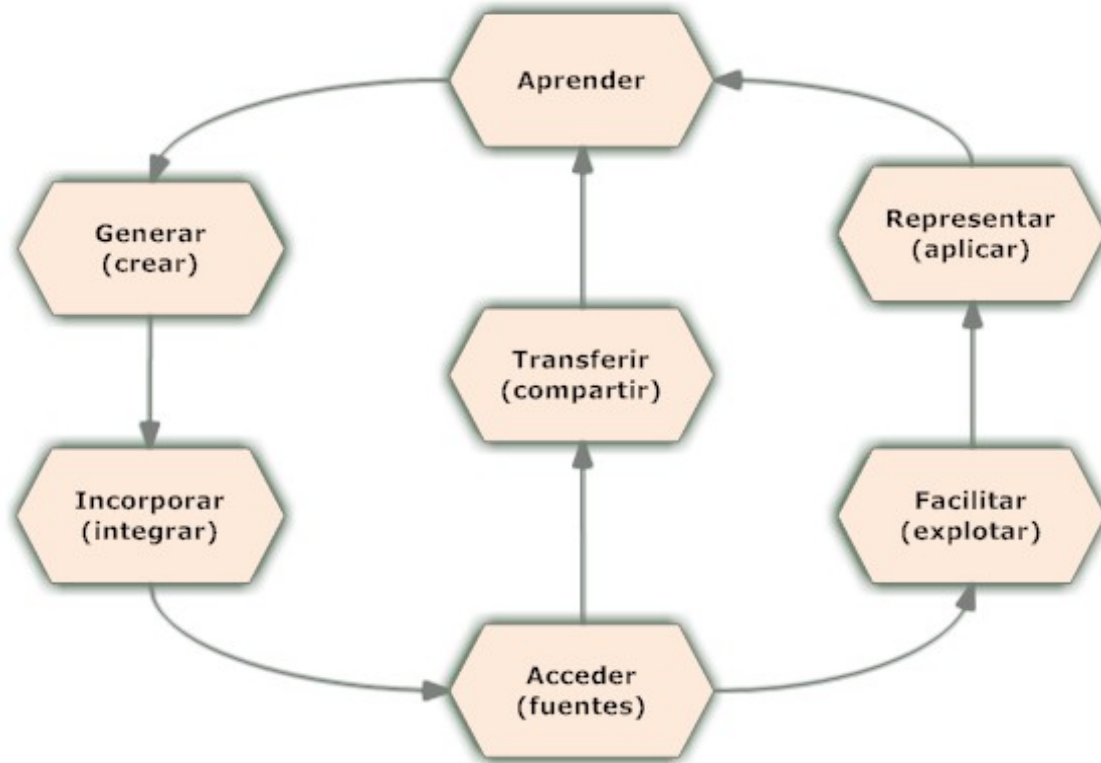 Aprender
Generar
(crear)
Representar
(aplicar)
Transferir
(compartir)
Incorporar
(integrar)
Facilitar
(explotar)
Acceder
(fuentes)